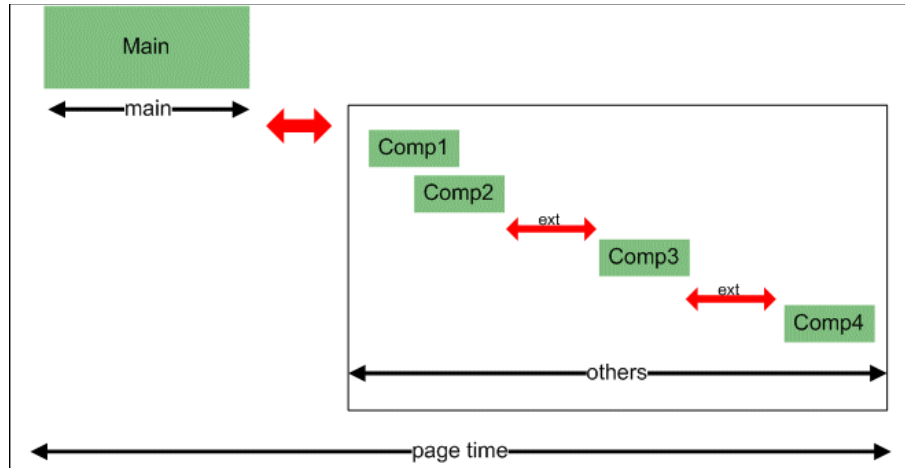 Main
main
Comp1
Comp2
ext
Comp3
ext
Comp4
others
page time